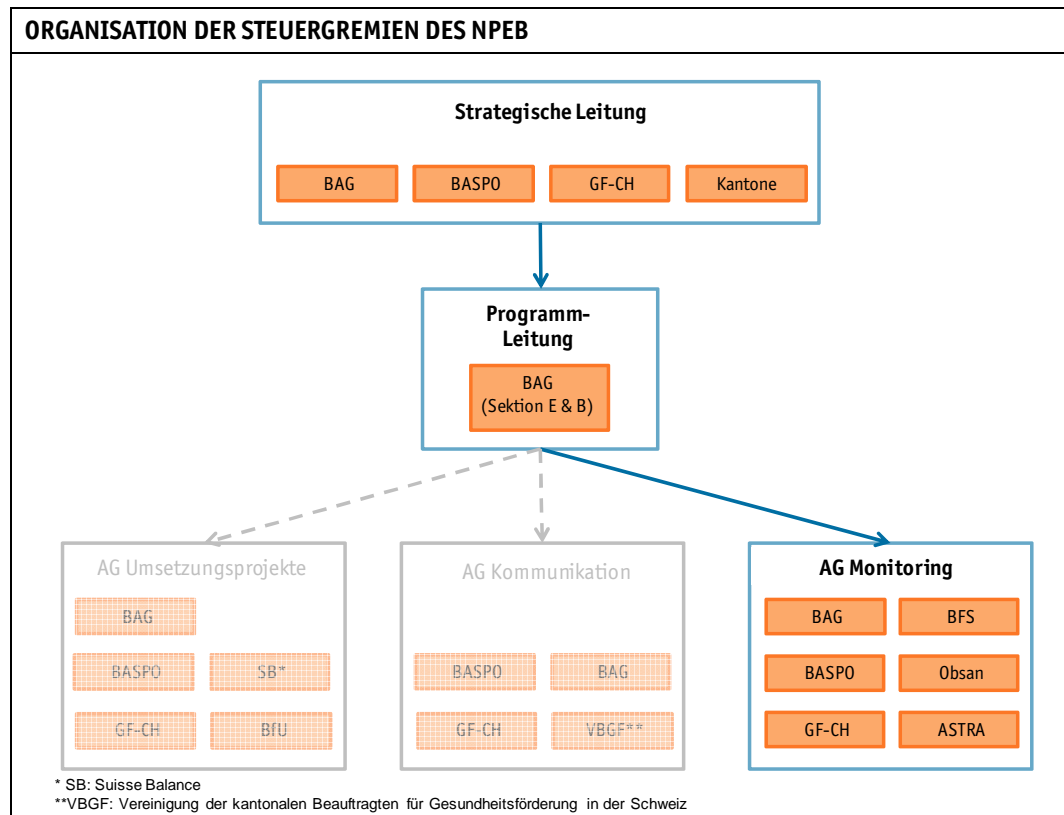 ORGANISATION DER STEUERGREMIEN DES NPEB
Strategische Leitung
BAG
BASPO
GF-CH
Kantone
Programm-
Leitung
BAG
(Sektion E & B)
AG Umsetzungsprojekte
BAG
BASPO
SB*
GF-CH
BfU
AG Kommunikation
BASPO
BAG
GF-CH
VBGF**
AG Monitoring
BAG
BFS
BASPO
Obsan
GF-CH
ASTRA
* SB: Suisse Balance
**VBGF: Vereinigung der kantonalen Beauftragten für Gesundheitsförderung in der Schweiz